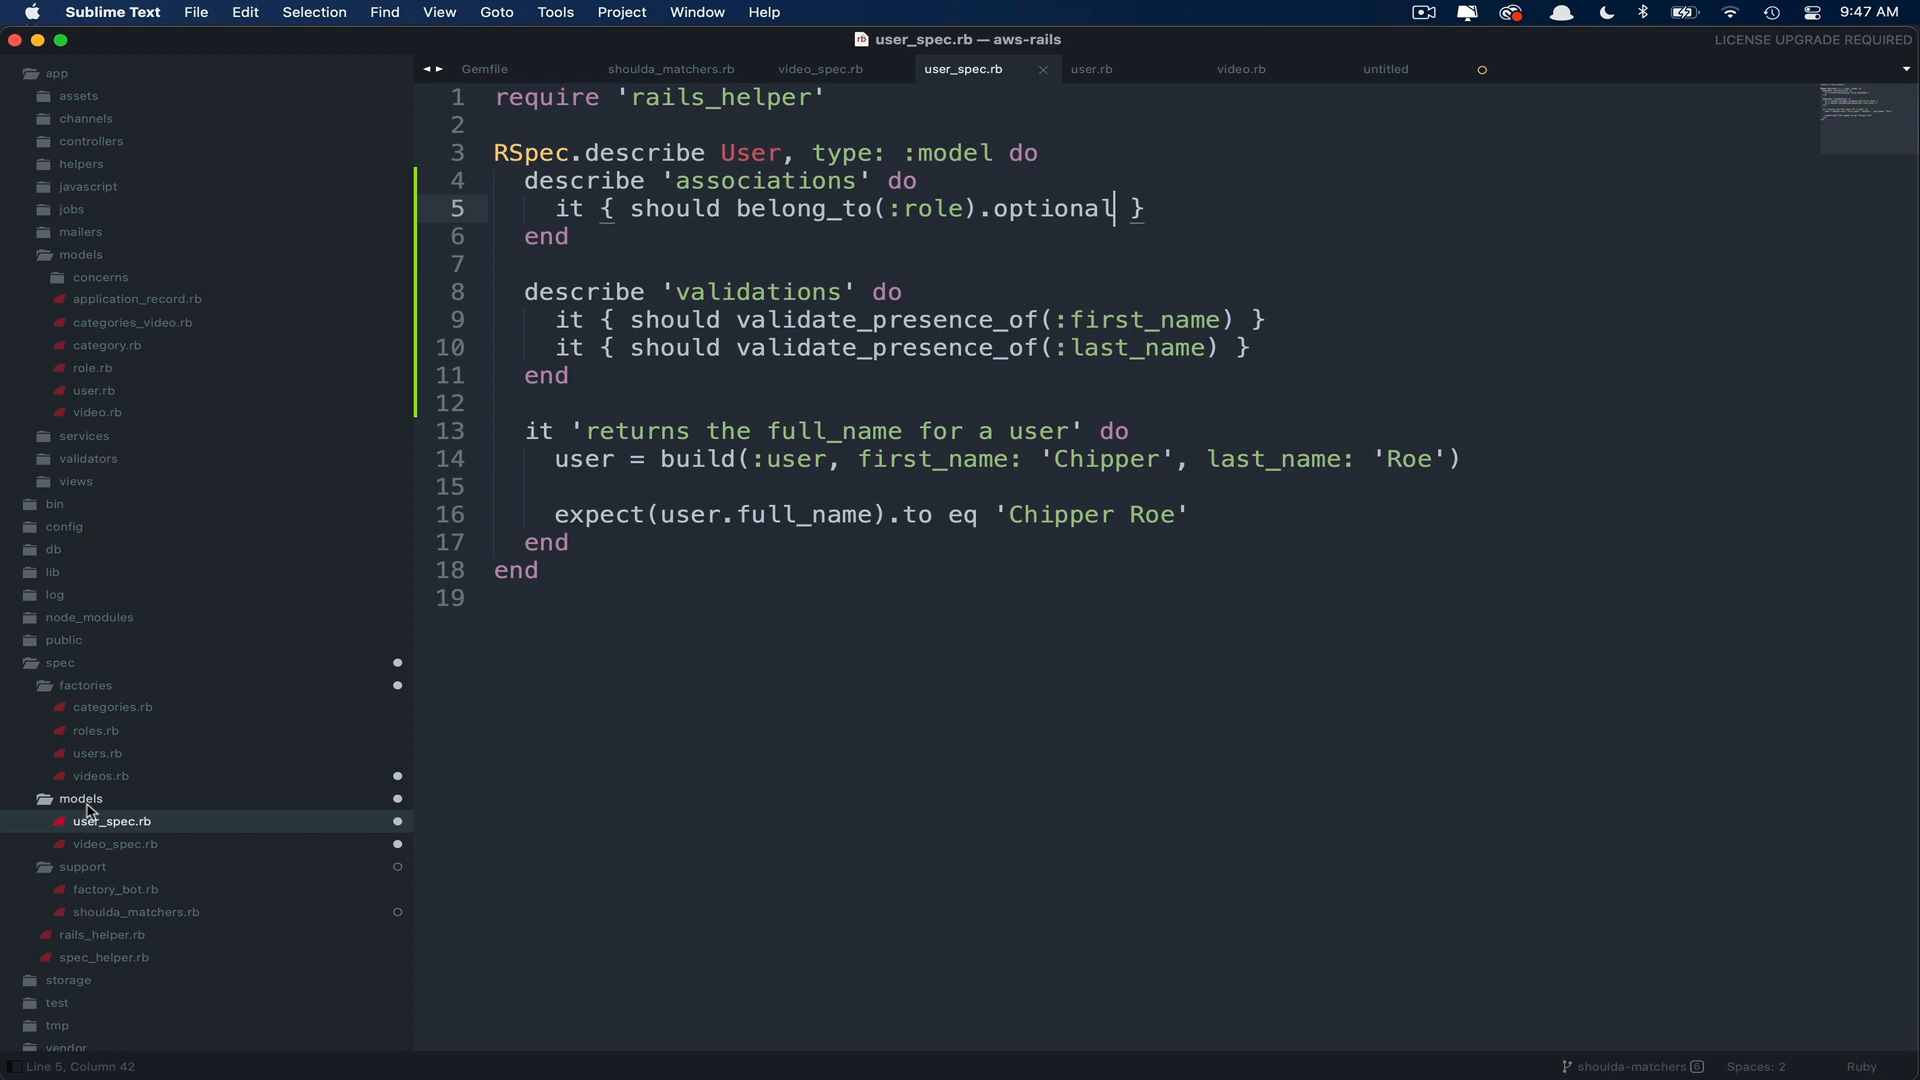 Sublime Text File Edit Selection Find View Goto Tools Project Window Help 9:47 AM
user_spec.rb — aws-rails LICENSE UPGRADE REQUIRED
Gemfile shoulda_matchers.rb video_spec.rb user_spec.rb user.rb video.rb untitled
app
assets
channels
controllers
helpers
javascript
jobs
mailers
models
concerns
application_record.rb
categories_video.rb
category.rb
role.rb
user.rb
video.rb
services
validators
views
bin
config
db
lib
log
node_modules
public
spec
factories
categories.rb
roles.rb
users.rb
videos.rb
models
user_spec.rb
video_spec.rb
support
factory_bot.rb
shoulda_matchers.rb
rails_helper.rb
spec_helper.rb
storage
test
tmp
vendor
1 require 'rails_helper'
2
3 RSpec.describe User, type: :model do
4 describe 'associations' do
5 it { should belong_to(:role).optional }
6 end
7
8 describe 'validations' do
9 it { should validate_presence_of(:first_name) }
10 it { should validate_presence_of(:last_name) }
11 end
12
13 it 'returns the full_name for a user' do
14 user = build(:user, first_name: 'Chipper', last_name: 'Roe')
15
16 expect(user.full_name).to eq 'Chipper Roe'
17 end
18 end
19
Line 5, Column 42 shoulda-matchers 6 Spaces: 2 Ruby